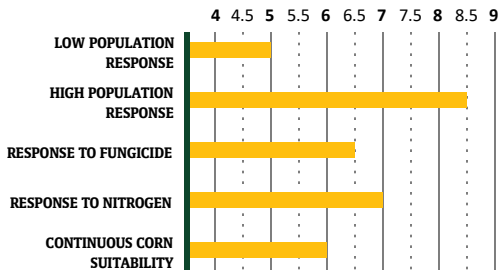 4 4.5 5 5.5 6 6.5 7 7.5 8 8.5 9
LOW POPULATION
RESPONSE
HIGH POPULATION
RESPONSE
RESPONSE TO FUNGICIDE
RESPONSE TO NITROGEN
CONTINUOUS CORN
SUITABILITY